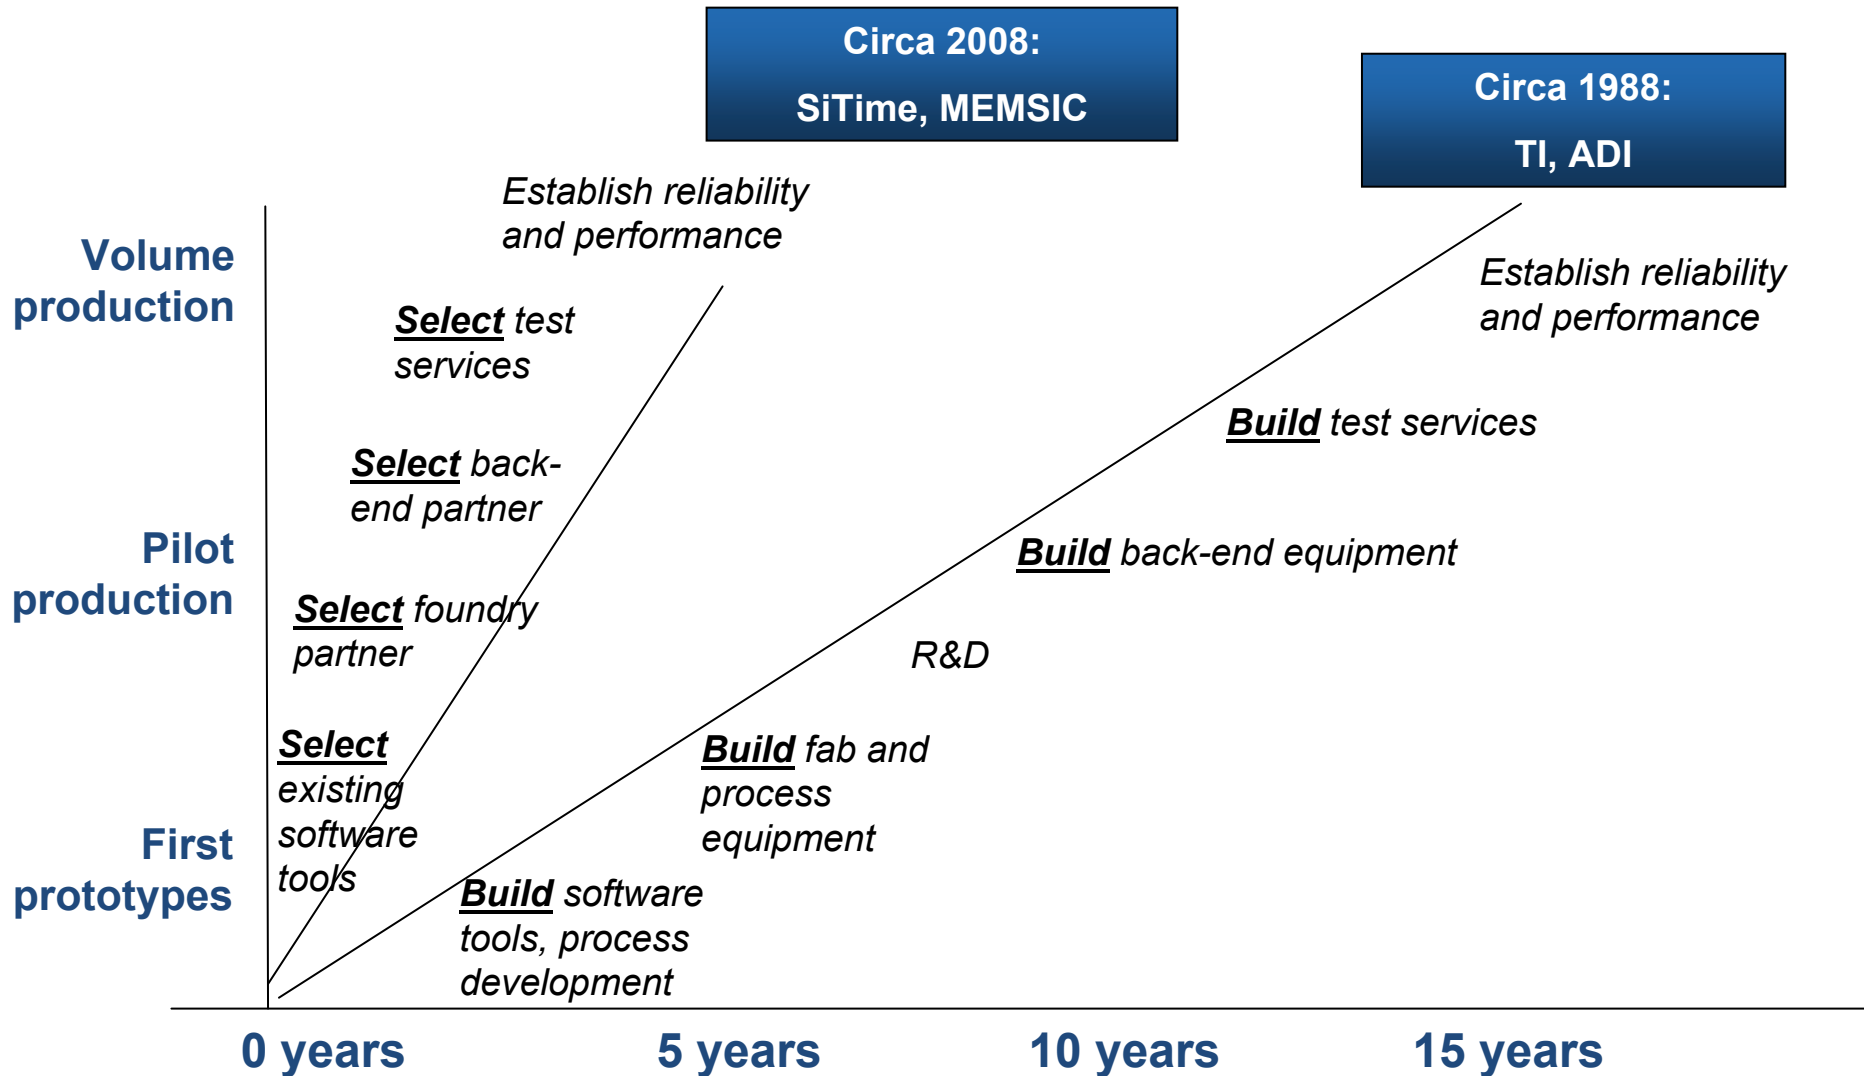 Circa 2008:
SiTime, MEMSIC
Circa 1988:
TI, ADI
Volume
production
Pilot
production
First
prototypes
Establish reliability
and performance
Select test
services
Select back-
end partner
Select foundry
partner
Select
existing
software
tools
Establish reliability
and performance
Build test services
Build back-end equipment
R&D
Build fab and
process
equipment
Build software
tools, process
development
0 years
5 years
10 years
15 years